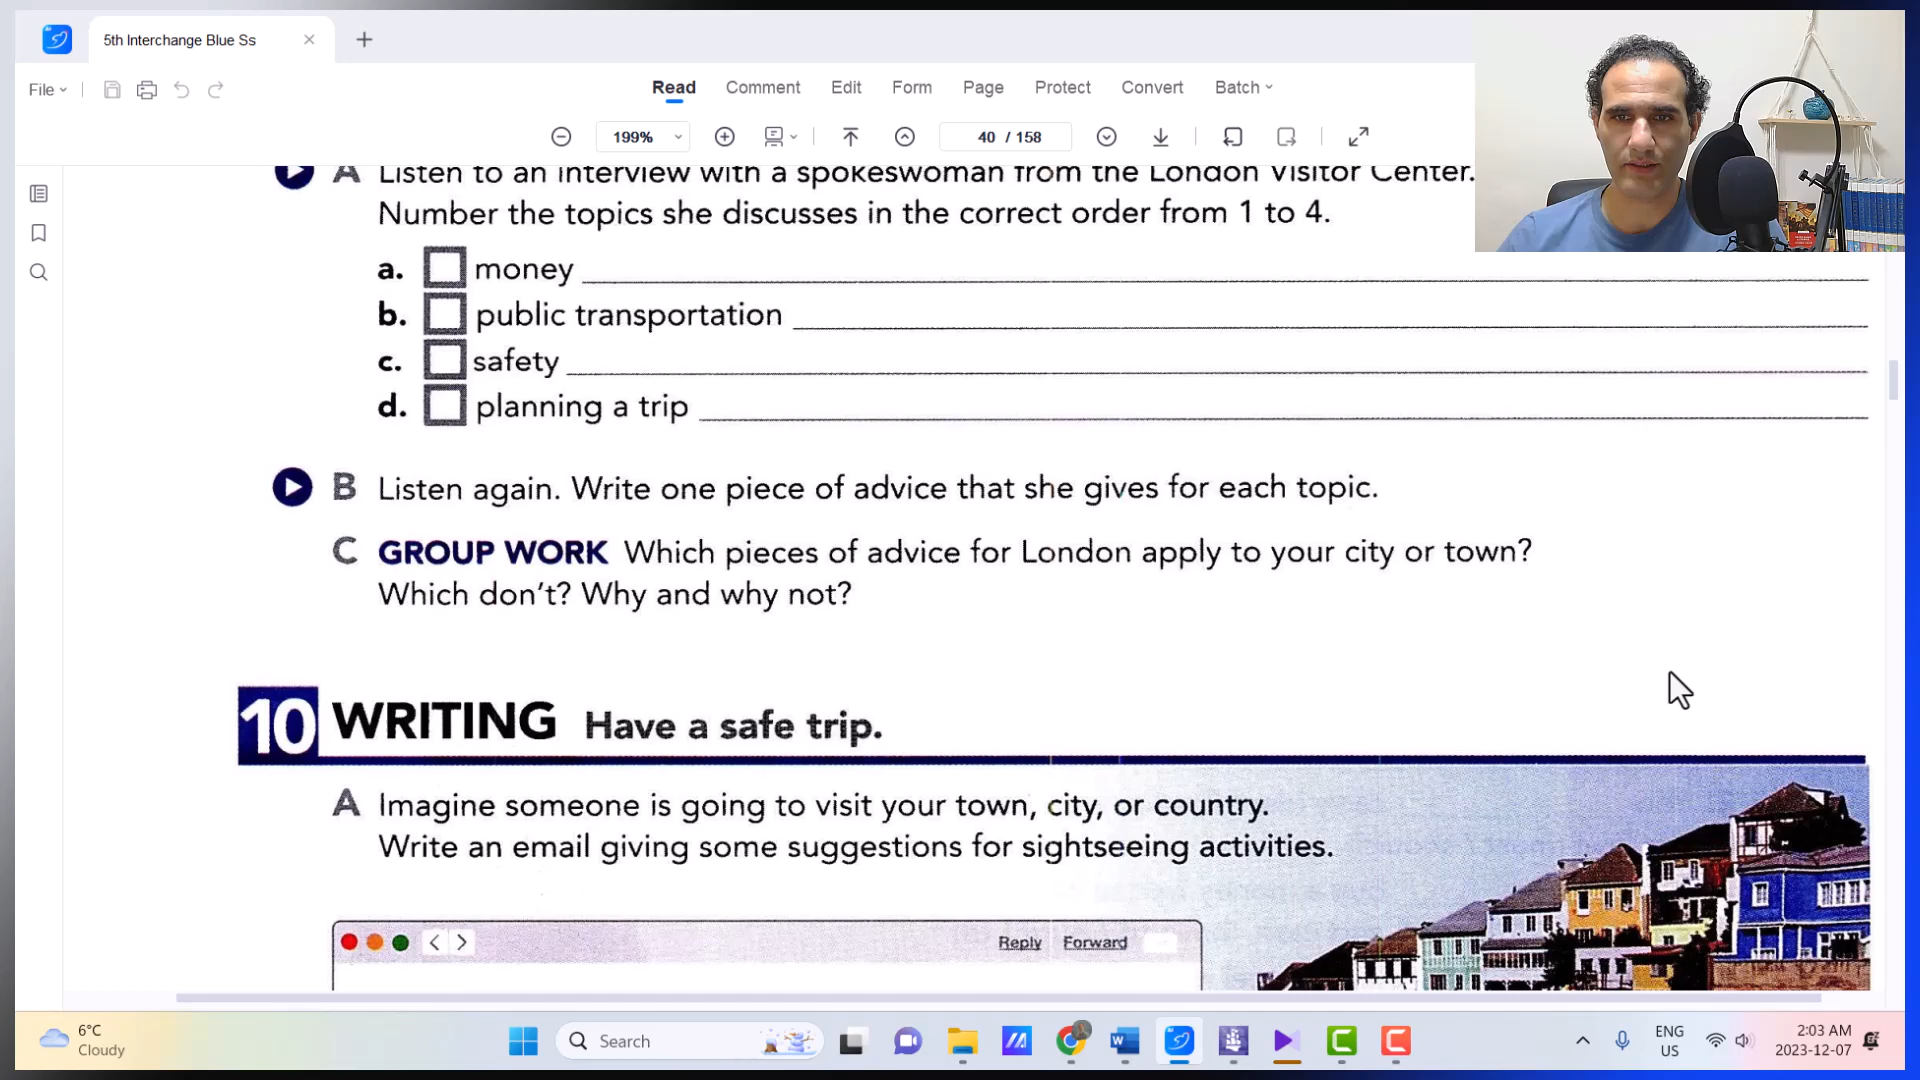 5th Interchange Blue Ss
File
Read Comment Edit Form Page Protect Convert Batch
199%
40 / 158
A Listen to an interview with a spokeswoman from the London Visitor Center.
Number the topics she discusses in the correct order from 1 to 4.
a. money
b. public transportation
c. safety
d. planning a trip
B Listen again. Write one piece of advice that she gives for each topic.
C GROUP WORK Which pieces of advice for London apply to your city or town?
Which don't? Why and why not?
10 WRITING Have a safe trip.
A Imagine someone is going to visit your town, city, or country.
Write an email giving some suggestions for sightseeing activities.
Reply Forward
6°C
Cloudy
Search
ENG
US
2:03 AM
2023-12-07